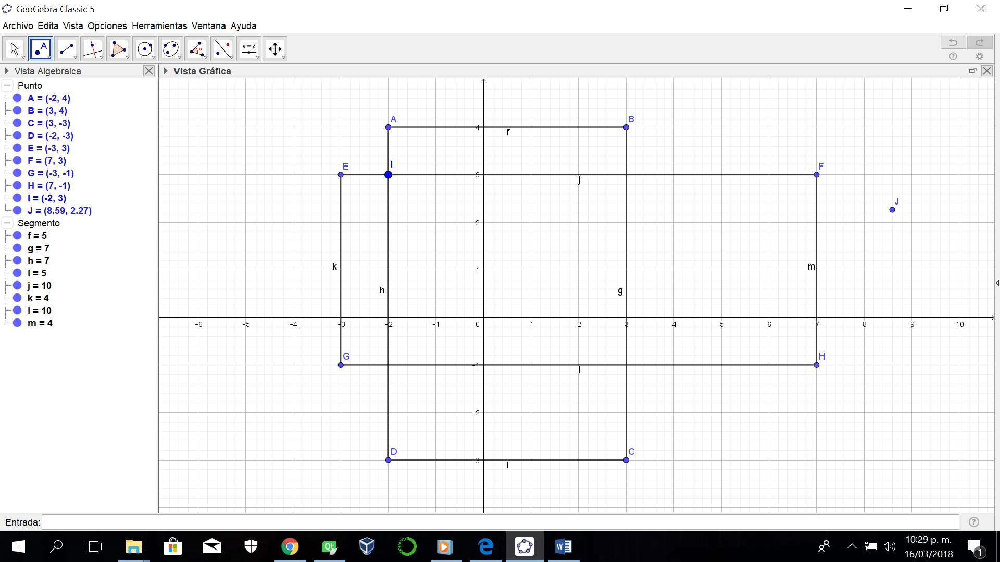 GeoGebra Classic 5
Archivo Edita Vista Opciones Herramientas Ventana Ayuda
A
α
a = 2
Vista Algebraica
Vista Gráfica
Punto
A = (-2, 4)
B = (3, 4)
C = (3, -3)
D = (-2, -3)
E = (-3, 3)
F = (7, 3)
G = (-3, -1)
H = (7, -1)
I = (-2, 3)
J = (8.59, 2.27)
Segmento
f = 5
g = 7
h = 7
i = 5
j = 10
k = 4
l = 10
m = 4
A
B
4
f
E
I
F
3
j
J
2
k
1
m
h
g
-6 -5 -4 -3 -2 -1 0 1 2 3 4 5 6 7 8 9 10
G
H
-1
l
-2
D
C
-3
i
Entrada:
Qt
W
10:29 p. m.
16/03/2018
1